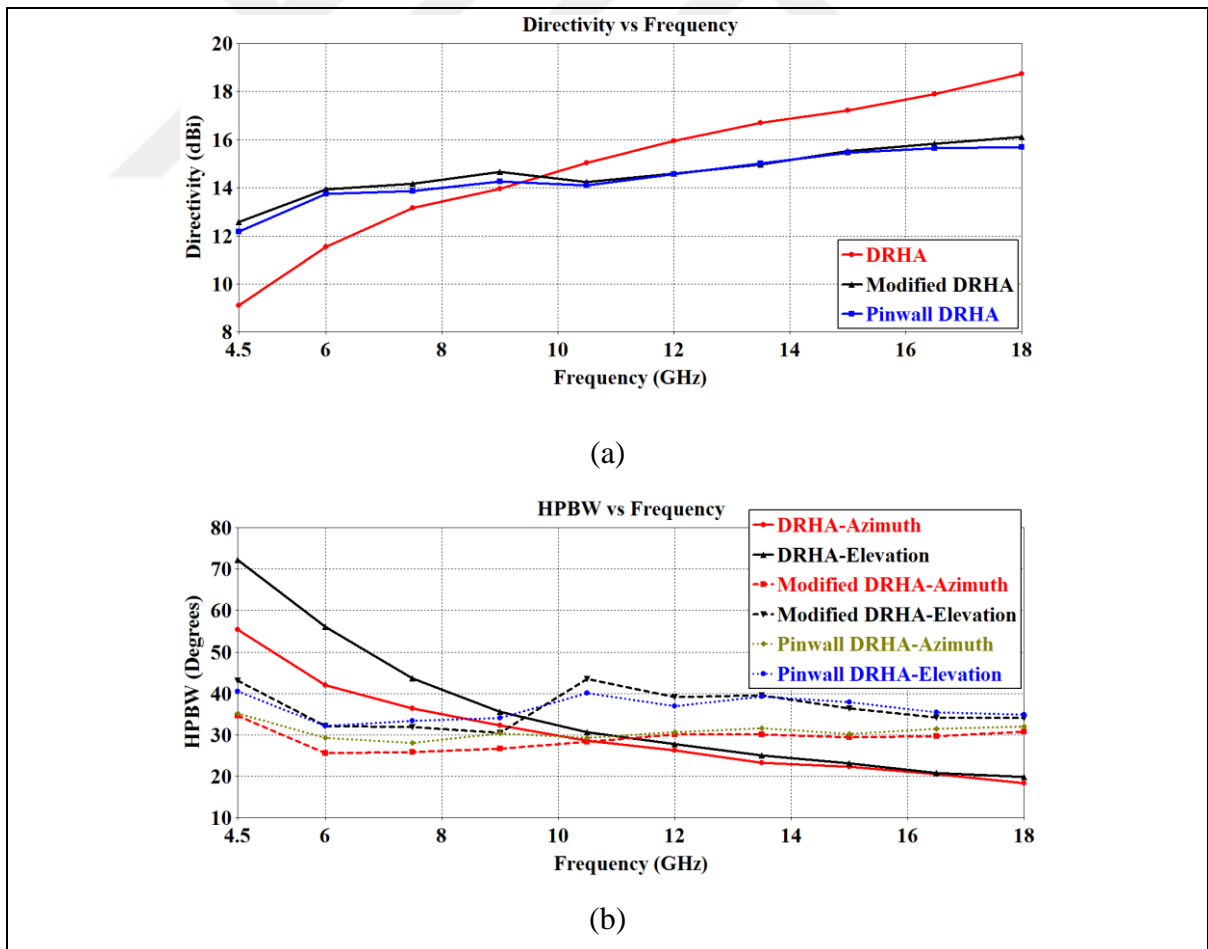 Directivity vs Frequency
20
18
16
14
12
10
8
Directivity (dBi)
DRHA
Modified DRHA
Pinwall DRHA
4.5 6 8 10 12 14 16 18
Frequency (GHz)
(a)
HPBW vs Frequency
80
70
60
50
40
30
20
10
HPBW (Degrees)
DRHA-Azimuth
DRHA-Elevation
Modified DRHA-Azimuth
Modified DRHA-Elevation
Pinwall DRHA-Azimuth
Pinwall DRHA-Elevation
4.5 6 8 10 12 14 16 18
Frequency (GHz)
(b)